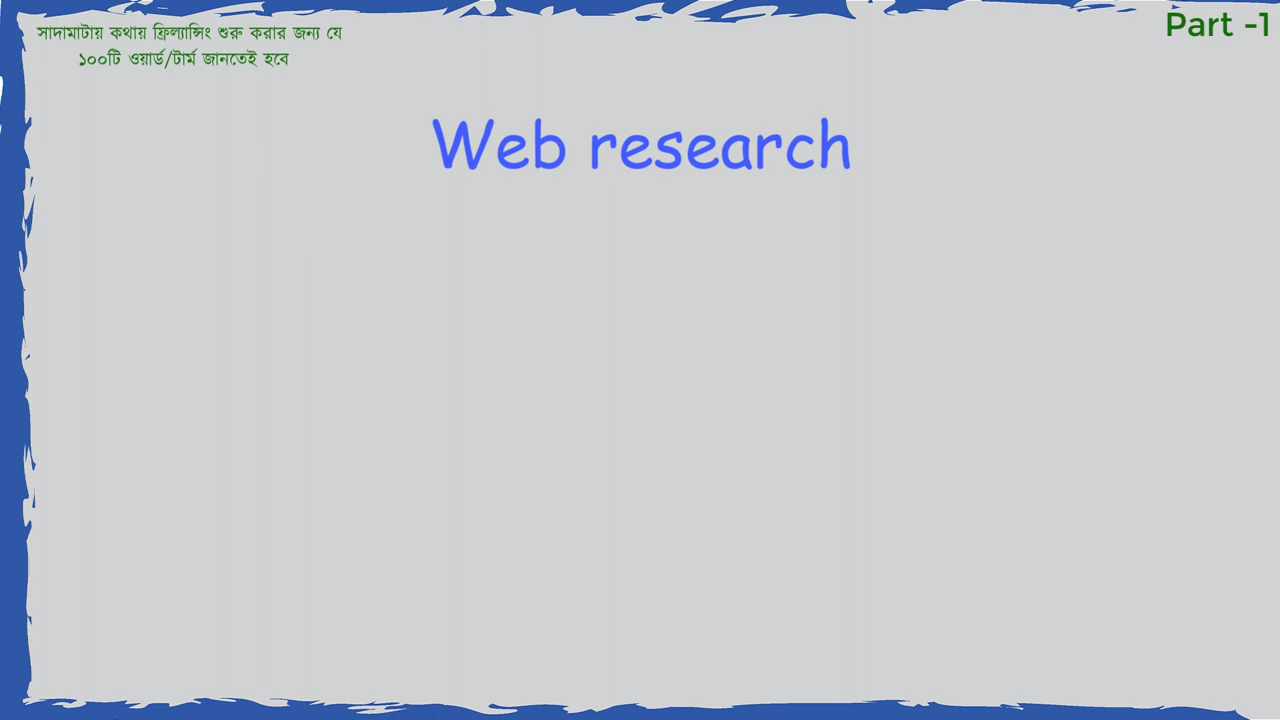 সাদামাটায় কথায় ফ্রিল্যান্সিং শুরু করার জন্য যে
১০০টি ওয়ার্ড/টার্ম জানতেই হবে
Part -1
Web research